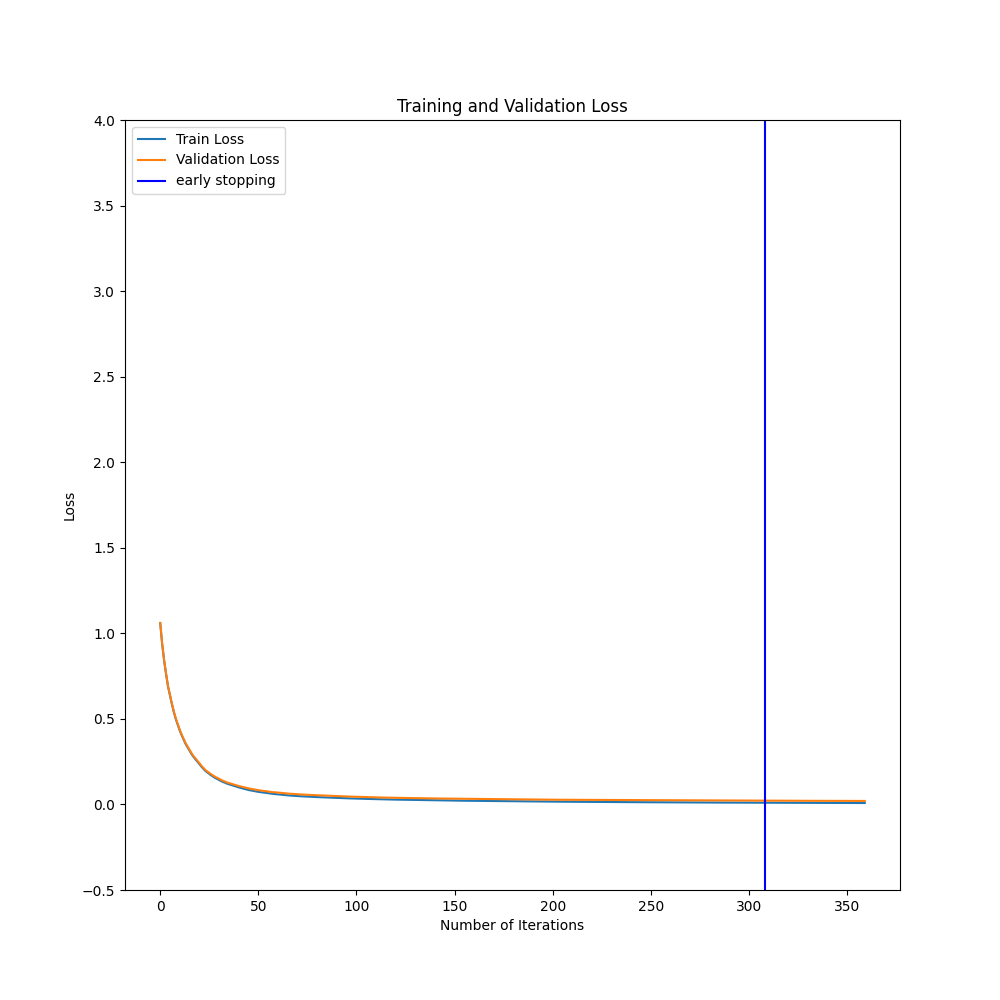 Training and Validation Loss
Train Loss
Validation Loss
early stopping
4.0
3.5
3.0
2.5
2.0
1.5
1.0
0.5
0.0
−0.5
Loss
0 50 100 150 200 250 300 350
Number of Iterations